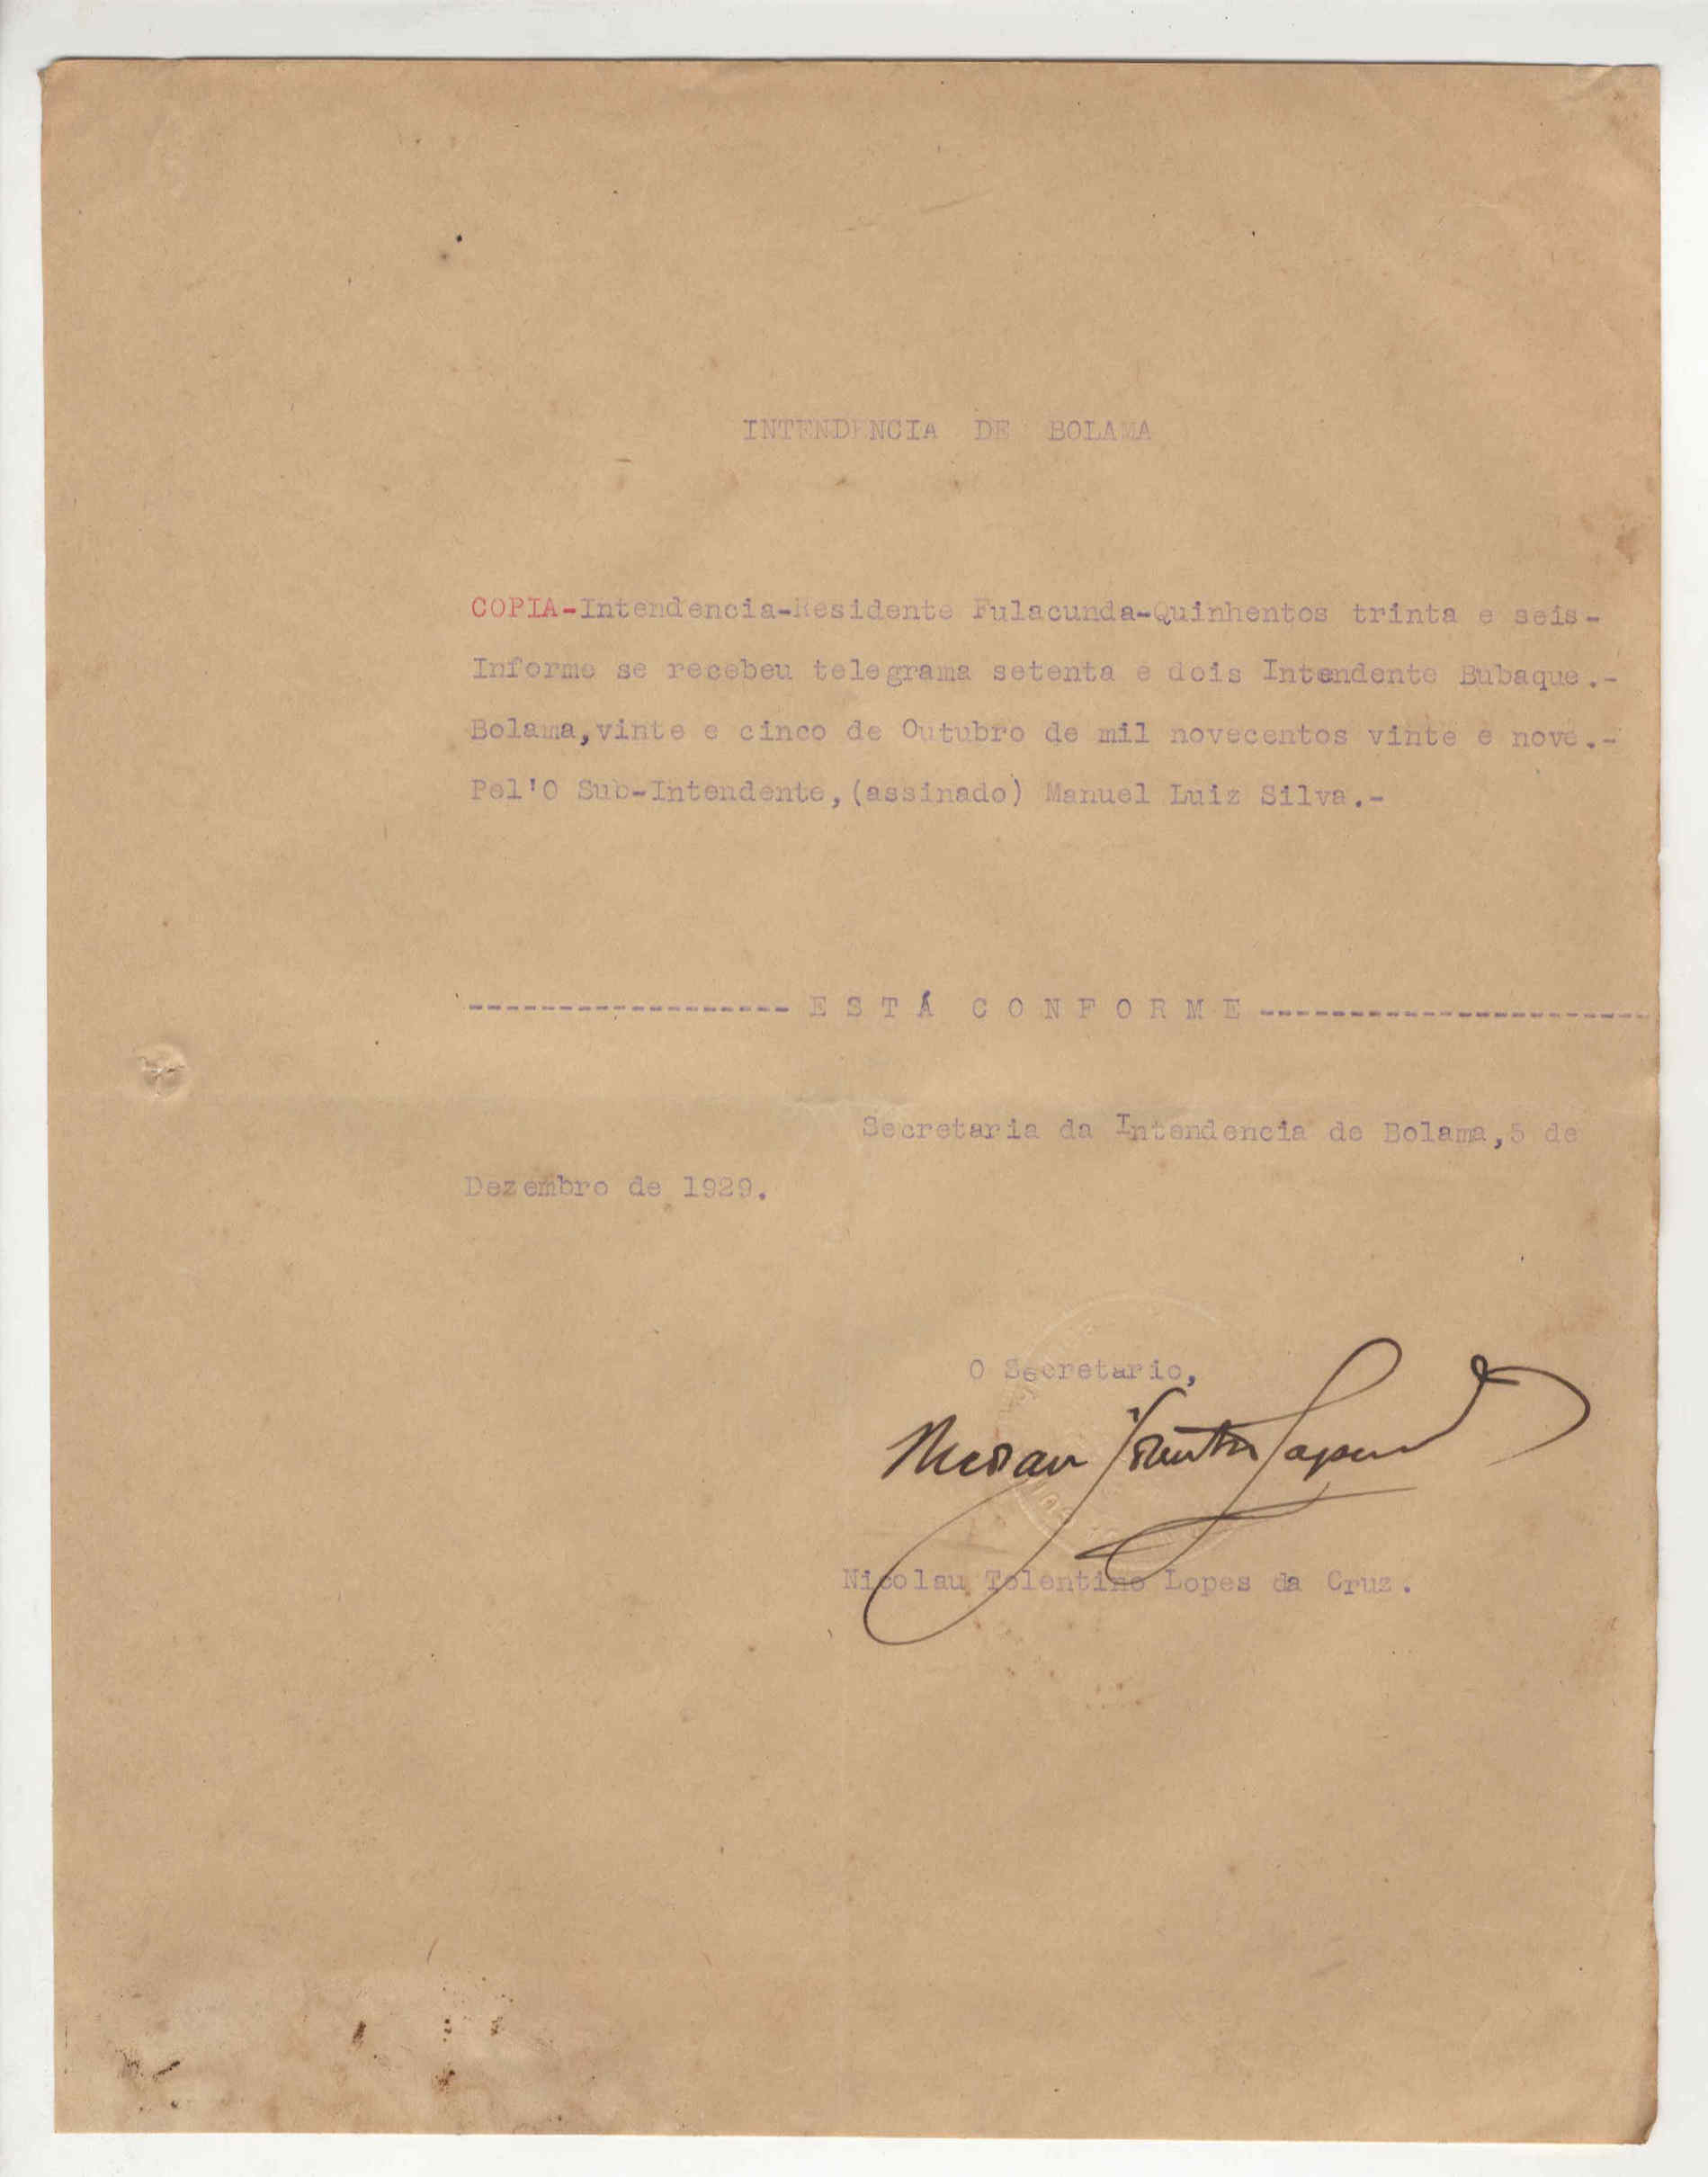 INTENDENCIA DE BOLAMA
COPIA-Intendencia-Residente Fulacunda-Quinhentos trinta e seis-
Informe se recebeu telegrama setenta e dois Intendente Bubaque.-
Bolama,vinte e cinco de Outubro de mil novecentos vinte e nove.-
Pel'O Sub-Intendente,(assinado) Manuel Luiz Silva.-
------------------ E S T Á C O N F O R M E ----------------------
Secretaria da Intendencia de Bolama,5 de
Dezembro de 1929.
O Secretario,
Nicolau Tolentino Lopes da Cruz.